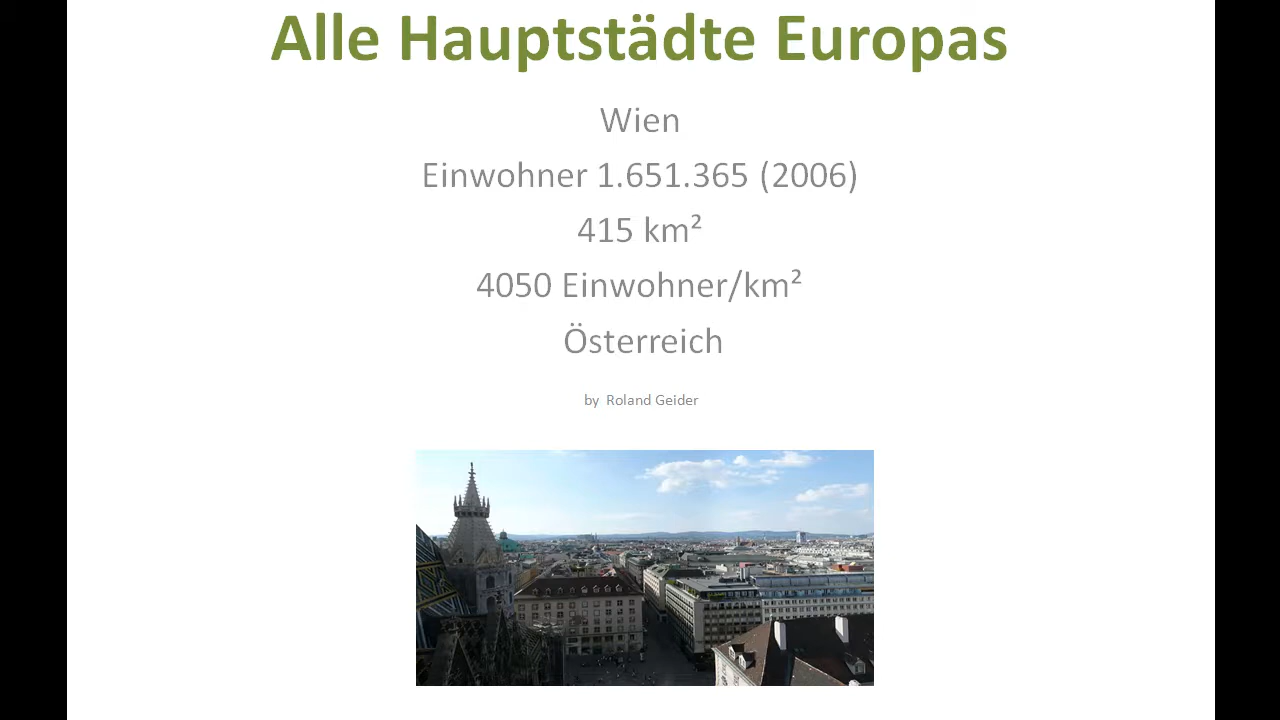 Alle Hauptstädte Europas
Wien
Einwohner 1.651.365 (2006)
415 km²
4050 Einwohner/km²
Österreich
by Roland Geider